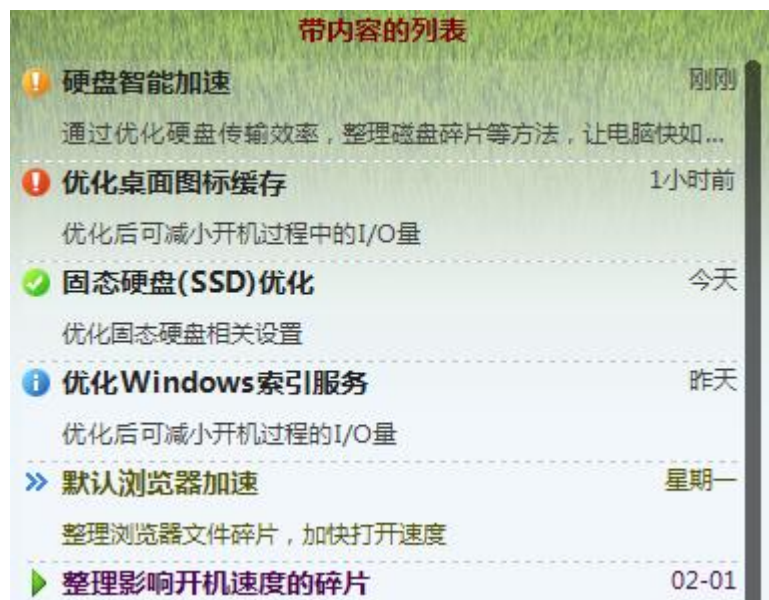 带内容的列表
硬盘智能加速 刚刚
通过优化硬盘传输效率，整理磁盘碎片等方法，让电脑快如...
优化桌面图标缓存 1小时前
优化后可减小开机过程中的I/O量
固态硬盘(SSD)优化 今天
优化固态硬盘相关设置
优化Windows索引服务 昨天
优化后可减小开机过程的I/O量
默认浏览器加速 星期一
整理浏览器文件碎片，加快打开速度
整理影响开机速度的碎片 02-01